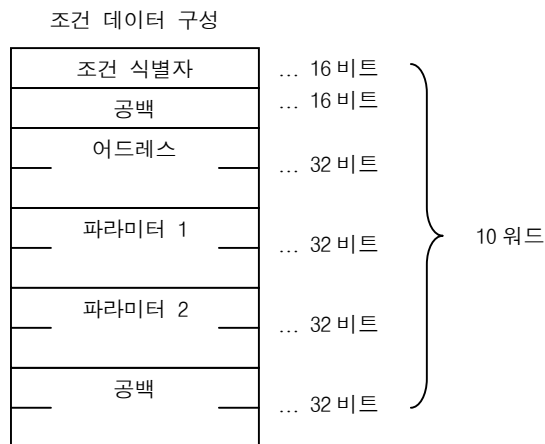 조건 데이터 구성
조건 식별자 ... 16 비트
공백 ... 16 비트
어드레스 ... 32 비트
파라미터 1 ... 32 비트
10 워드
파라미터 2 ... 32 비트
공백 ... 32 비트